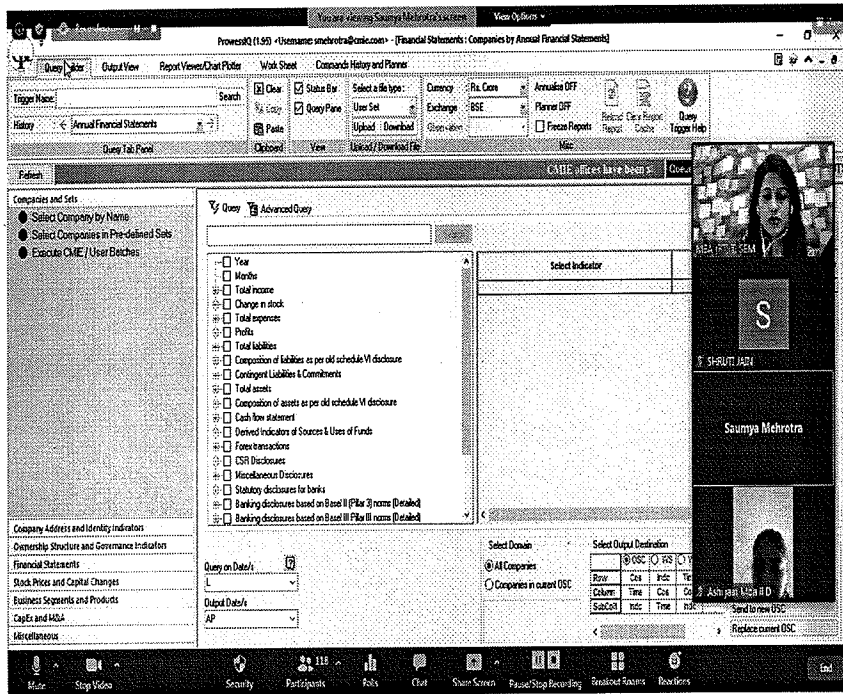 You are viewing Saumya Mehrotra's screen View Options
ProwessIQ (1.95) <Username: smehrotra@cmie.com> - [Financial Statements : Companies by Annual Financial Statements]
Query Builder Output View Report Viewer/Chart Plotter Work Sheet Commands History and Planner
Trigger Name: Search
History Annual Financial Statements
Query Tab Panel
Clear
Copy
Paste
Clipboard
Status Bar
Query Pane
View
Select a file type :
User Set
Upload Download
Upload / Download File
Currency Rs. Crore
Exchange BSE
Observation
Annualise OFF
Planner OFF
Freeze Reports
Reload Report
Clear Report Cache
Query Trigger Help
Misc
Refresh
CMIE offices have been s
Companies and Sets
Select Company by Name
Select Companies in Pre-defined Sets
Execute CMIE / User Batches
Query Advanced Query
Year
Months
Total income
Change in stock
Total expenses
Profits
Total liabilities
Composition of liabilities as per old schedule VI disclosure
Contingent Liabilities & Commitments
Total assets
Composition of assets as per old schedule VI disclosure
Cash flow statement
Derived Indicators of Sources & Uses of Funds
Forex transactions
CSR Disclosures
Miscellaneous Disclosures
Statutory disclosures for banks
Banking disclosures based on Basel II (Pillar 3) norms (Detailed)
Banking disclosures based on Basel III Pillar III norms (Detailed)
Select Indicator
S
SHRUTI JAIN
Saumya Mehrotra
Company Address and Identity Indicators
Ownership Structure and Governance Indicators
Financial Statements
Stock Prices and Capital Changes
Business Segments and Products
CapEx and M&A
Miscellaneous
Query on Date/s [?]
L
Output Date/s
AP
Select Domain
All Companies
Companies in current OSC
Select Output Destination
OSC WS
Row Cos Indc
Column Time Cos
SubColl Indc Time Indc
Send to new OSC
Replace current OSC
Mute Stop Video Security Participants 118 Polls Chat Share Screen Pause/Stop Recording Breakout Rooms Reactions End